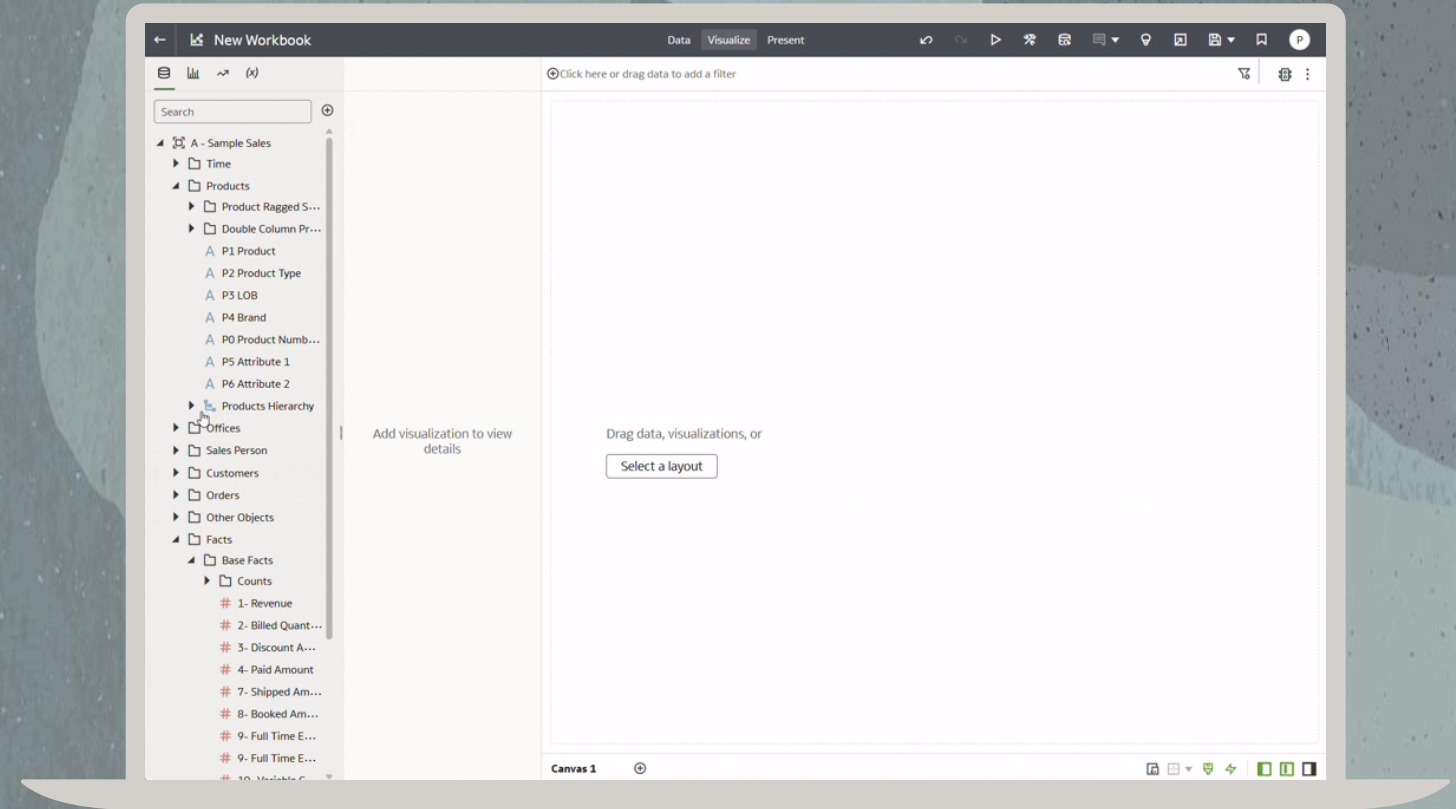 New Workbook
Data Visualize Present
P
(x)
Click here or drag data to add a filter
Search
A - Sample Sales
Time
Products
Product Ragged S...
Double Column Pr...
A P1 Product
A P2 Product Type
A P3 LOB
A P4 Brand
A P0 Product Numb...
A P5 Attribute 1
A P6 Attribute 2
Products Hierarchy
Offices
Sales Person
Customers
Orders
Other Objects
Facts
Base Facts
Counts
# 1- Revenue
# 2- Billed Quant...
# 3- Discount A...
# 4- Paid Amount
# 7- Shipped Am...
# 8- Booked Am...
# 9- Full Time E...
# 9- Full Time E...
# 10- Variable C...
Add visualization to view
details
Drag data, visualizations, or
Select a layout
Canvas 1